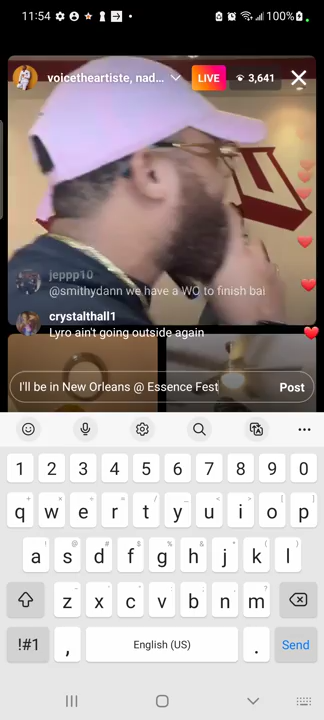 11:54
100%
voicetheartiste, nad...
LIVE
3,641
jeppp10
@smithydann we have a WO to finish bai
crystalthall1
Lyro ain't going outside again
I'll be in New Orleans @ Essence Fest
Post
1 2 3 4 5 6 7 8 9 0
q w e r t y u i o p
a s d f g h j k l
z x c v b n m
!#1 , English (US) . Send